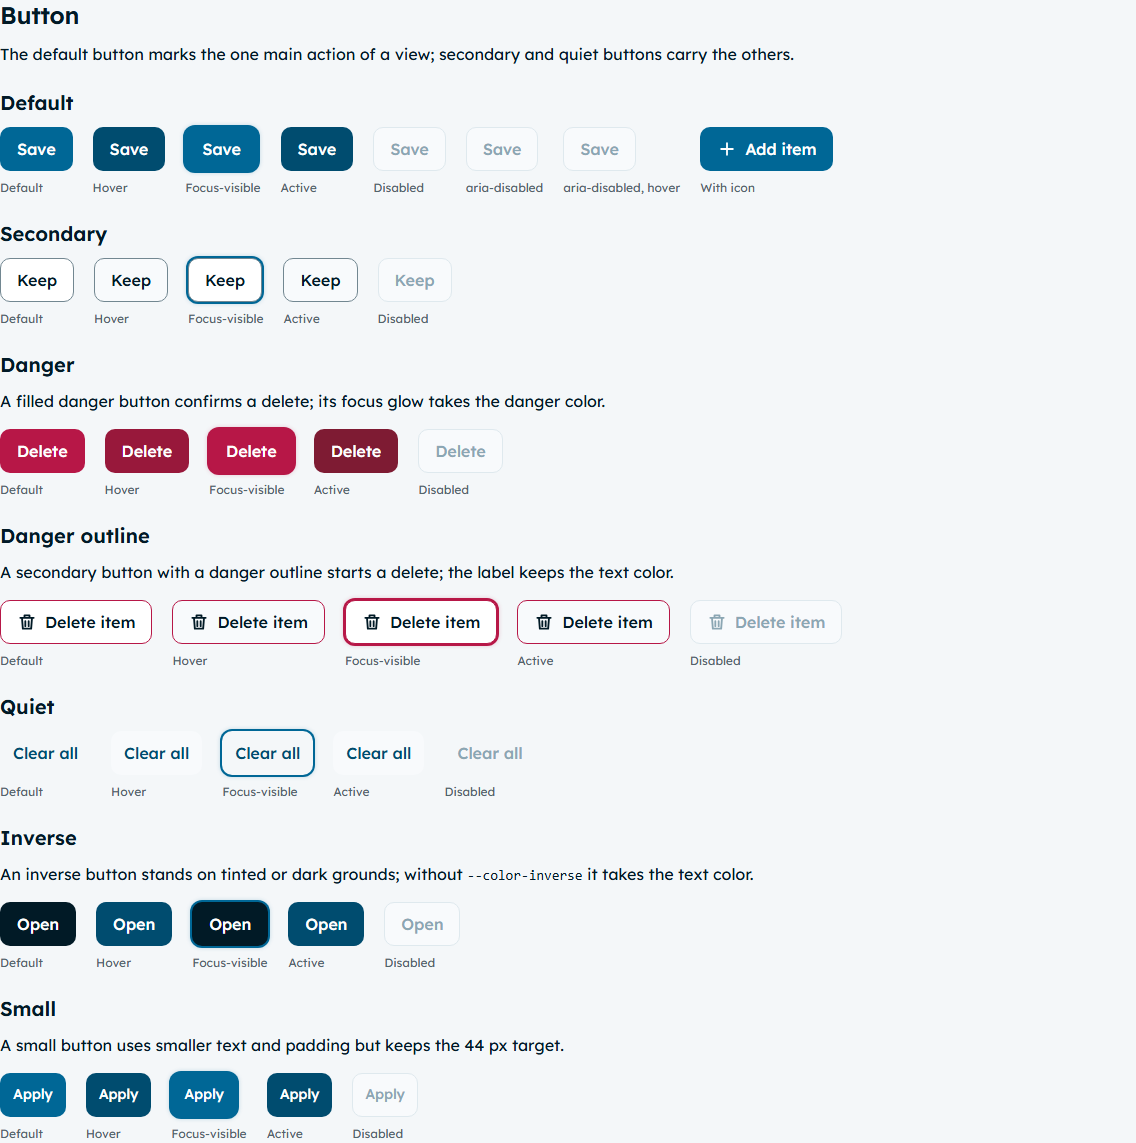 Button
The default button marks the one main action of a view; secondary and quiet buttons carry the others.
Default
Save Save Save Save Save Save Save + Add item
Default Hover Focus-visible Active Disabled aria-disabled aria-disabled, hover With icon
Secondary
Keep Keep Keep Keep Keep
Default Hover Focus-visible Active Disabled
Danger
A filled danger button confirms a delete; its focus glow takes the danger color.
Delete Delete Delete Delete Delete
Default Hover Focus-visible Active Disabled
Danger outline
A secondary button with a danger outline starts a delete; the label keeps the text color.
Delete item Delete item Delete item Delete item Delete item
Default Hover Focus-visible Active Disabled
Quiet
Clear all Clear all Clear all Clear all Clear all
Default Hover Focus-visible Active Disabled
Inverse
An inverse button stands on tinted or dark grounds; without --color-inverse it takes the text color.
Open Open Open Open Open
Default Hover Focus-visible Active Disabled
Small
A small button uses smaller text and padding but keeps the 44 px target.
Apply Apply Apply Apply Apply
Default Hover Focus-visible Active Disabled